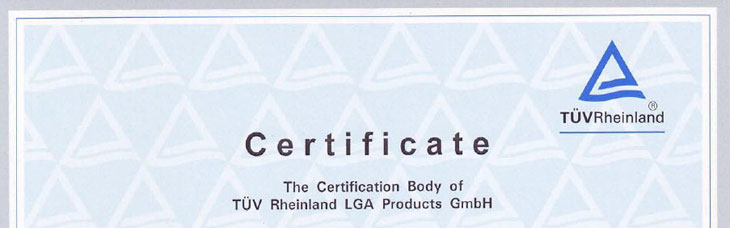 ®
TÜVRheinland
Certificate
The Certification Body of
TÜV Rheinland LGA Products GmbH